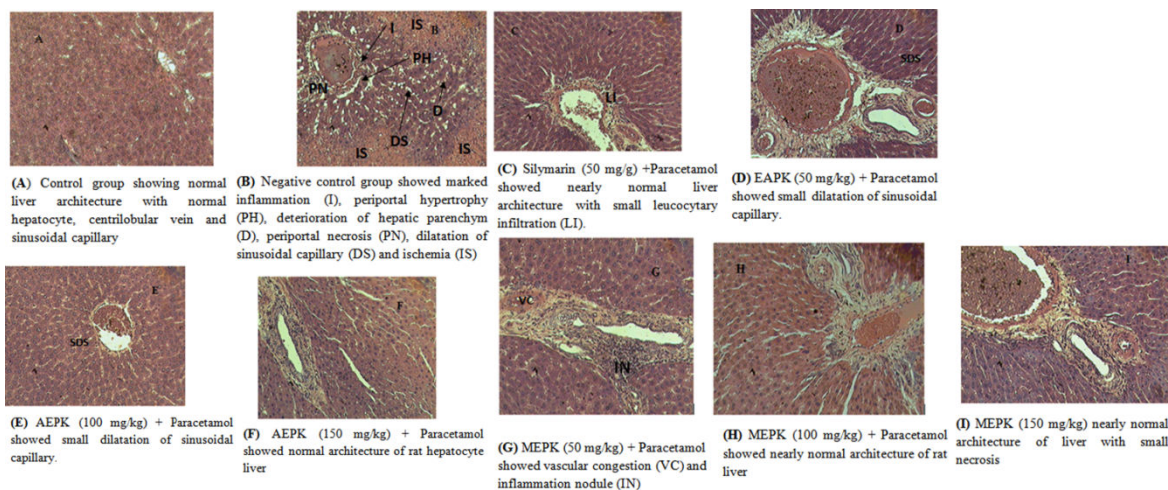 A
I
IS
B
PH
PN
D
DS
IS
IS
C
LI
D
SDS
(A) Control group showing normal
liver architecture with normal
hepatocyte, centrilobular vein and
sinusoidal capillary
(B) Negative control group showed marked
inflammation (I), periportal hypertrophy
(PH), deterioration of hepatic parenchym
(D), periportal necrosis (PN), dilatation of
sinusoidal capillary (DS) and ischemia (IS)
(C) Silymarin (50 mg/g) +Paracetamol
showed nearly normal liver
architecture with small leucocytary
infiltration (LI).
(D) EAPK (50 mg/kg) + Paracetamol
showed small dilatation of sinusoidal
capillary.
E
SDS
F
G
VC
IN
H
I
(E) AEPK (100 mg/kg) + Paracetamol
showed small dilatation of sinusoidal
capillary.
(F) AEPK (150 mg/kg) + Paracetamol
showed normal architecture of rat hepatocyte
liver
(G) MEPK (50 mg/kg) + Paracetamol
showed vascular congestion (VC) and
inflammation nodule (IN)
(H) MEPK (100 mg/kg) + Paracetamol
showed nearly normal architecture of rat
liver
(I) MEPK (150 mg/kg) nearly normal
architecture of liver with small
necrosis